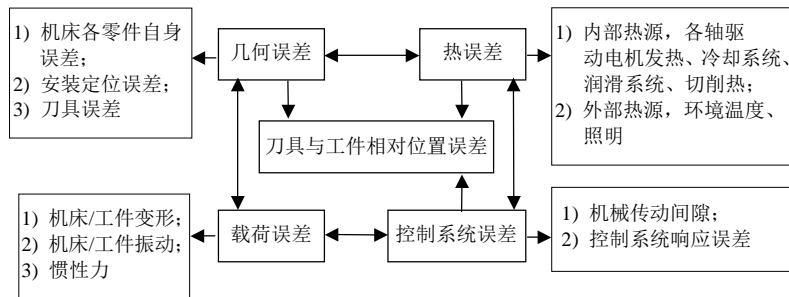 1) 机床各零件自身
误差;
2) 安装定位误差;
3) 刀具误差
几何误差
热误差
1) 内部热源，各轴驱
动电机发热、冷却系统、
润滑系统、切削热;
2) 外部热源，环境温度、
照明
刀具与工件相对位置误差
1) 机床/工件变形;
2) 机床/工件振动;
3) 惯性力
载荷误差
控制系统误差
1) 机械传动间隙;
2) 控制系统响应误差